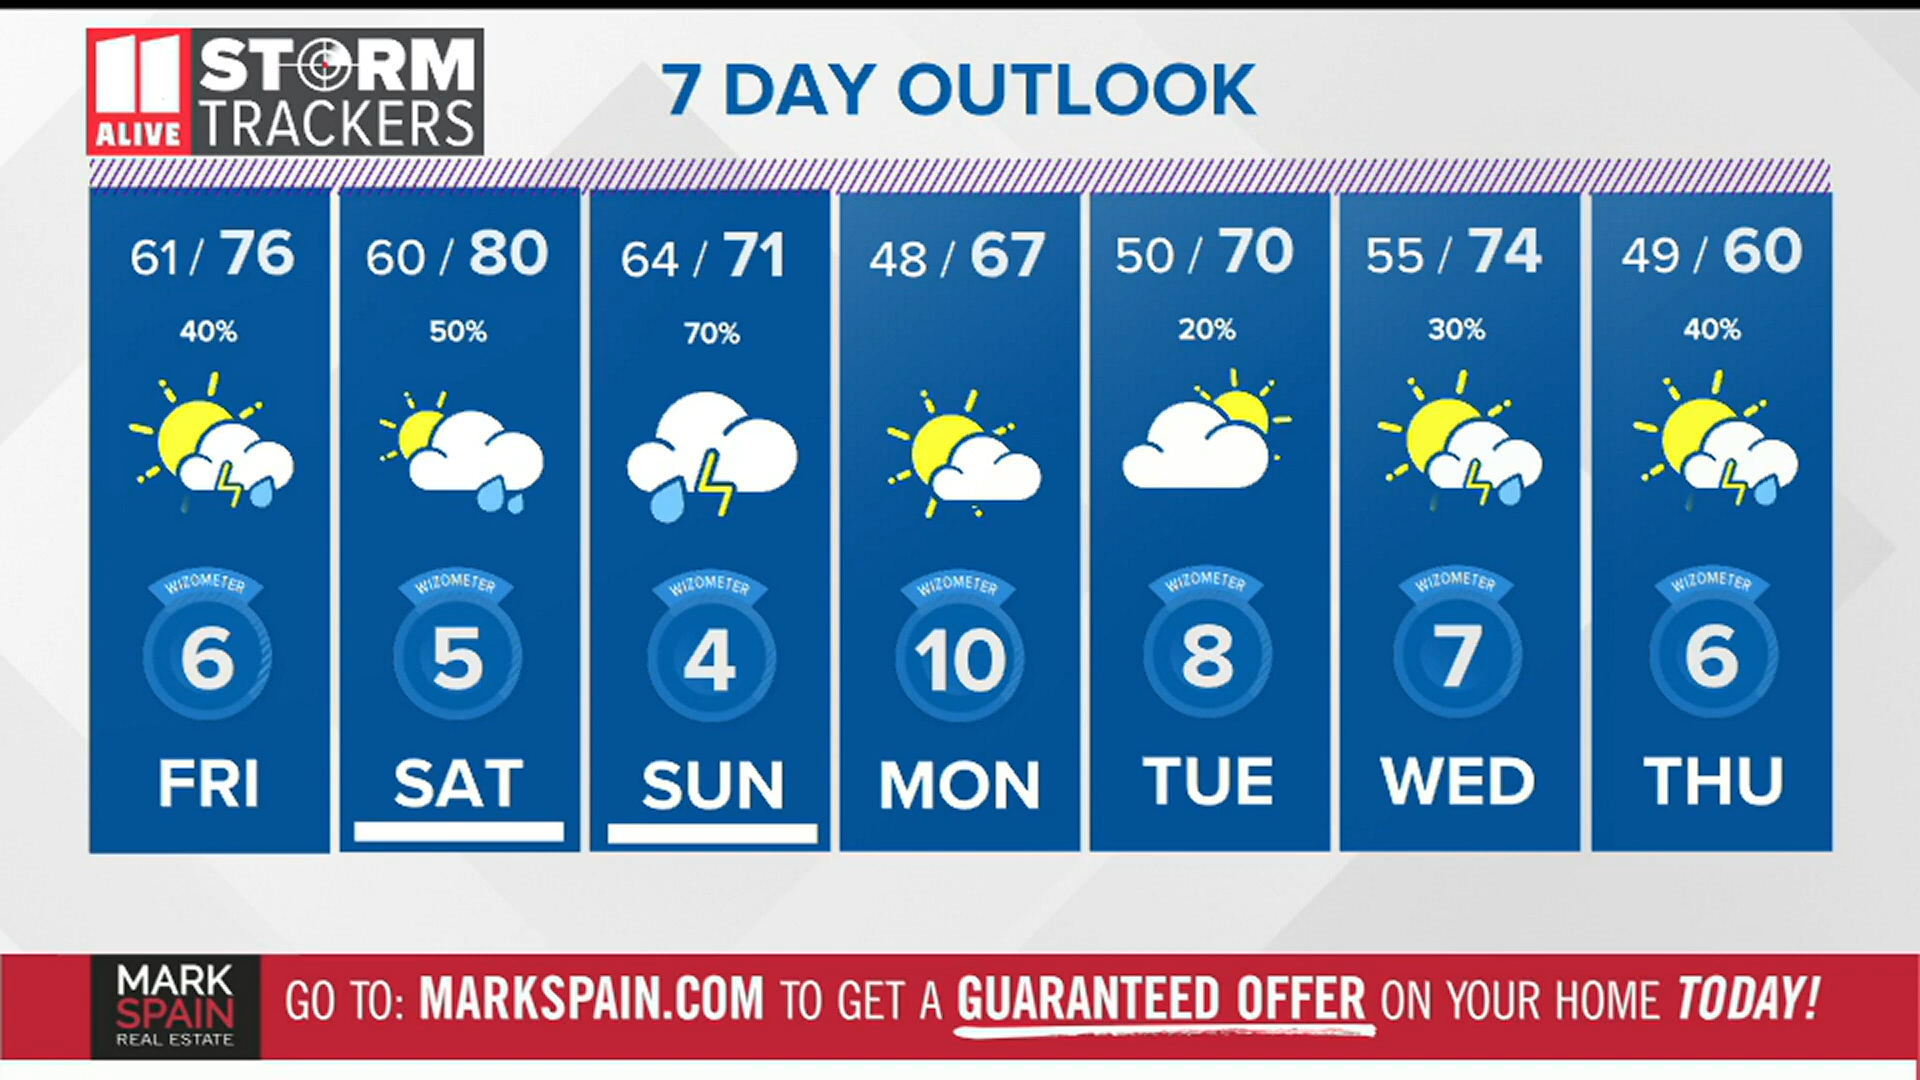 11
ALIVE
STORM
TRACKERS
7 DAY OUTLOOK
61 / 76
40%
WIZOMETER
6
FRI
60 / 80
50%
WIZOMETER
5
SAT
64 / 71
70%
WIZOMETER
4
SUN
48 / 67
WIZOMETER
10
MON
50 / 70
20%
WIZOMETER
8
TUE
55 / 74
30%
WIZOMETER
7
WED
49 / 60
40%
WIZOMETER
6
THU
MARK
SPAIN
REAL ESTATE
GO TO: MARKSPAIN.COM TO GET A GUARANTEED OFFER ON YOUR HOME TODAY!